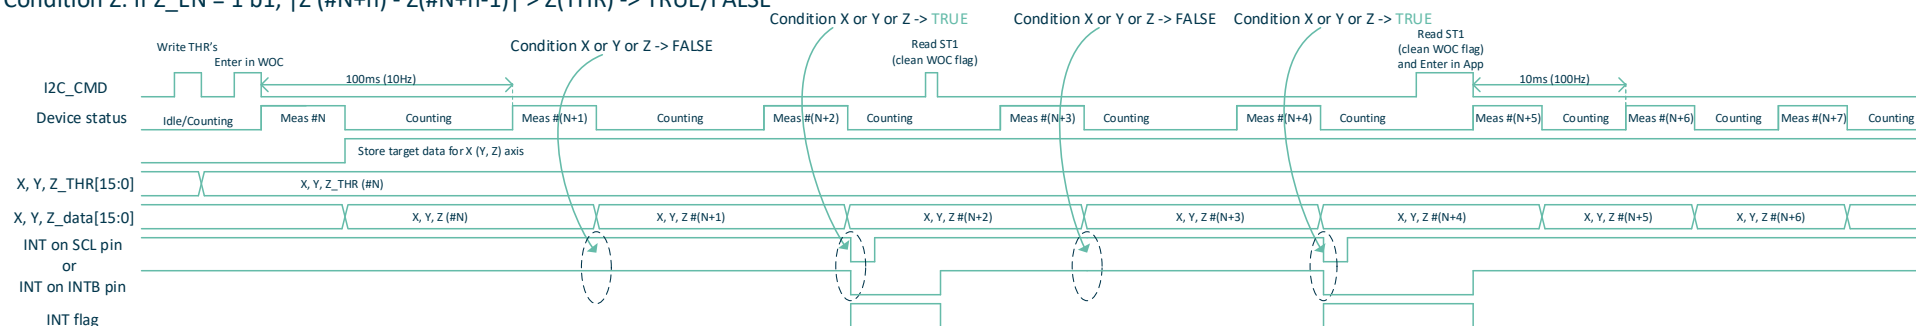 Condition Z: If Z_EN = 1'b1, |Z (#N+n) - Z(#N+n-1)| > Z(THR) -> TRUE/FALSE
Condition X or Y or Z -> TRUE
Condition X or Y or Z -> FALSE
Condition X or Y or Z -> TRUE
Condition X or Y or Z -> FALSE
Write THR's
Enter in WOC
Read ST1
(clean WOC flag)
Read ST1
(clean WOC flag)
and Enter in App
I2C_CMD
100ms (10Hz)
10ms (100Hz)
Device status
Idle/Counting
Meas #N
Counting
Meas #(N+1)
Counting
Meas #(N+2)
Counting
Meas #(N+3)
Counting
Meas #(N+4)
Counting
Meas #(N+5)
Counting
Meas #(N+6)
Counting
Meas #(N+7)
Counting
Store target data for X (Y, Z) axis
X, Y, Z_THR[15:0]
X, Y, Z_THR (#N)
X, Y, Z_data[15:0]
X, Y, Z (#N)
X, Y, Z #(N+1)
X, Y, Z #(N+2)
X, Y, Z #(N+3)
X, Y, Z #(N+4)
X, Y, Z #(N+5)
X, Y, Z #(N+6)
INT on SCL pin
or
INT on INTB pin
INT flag